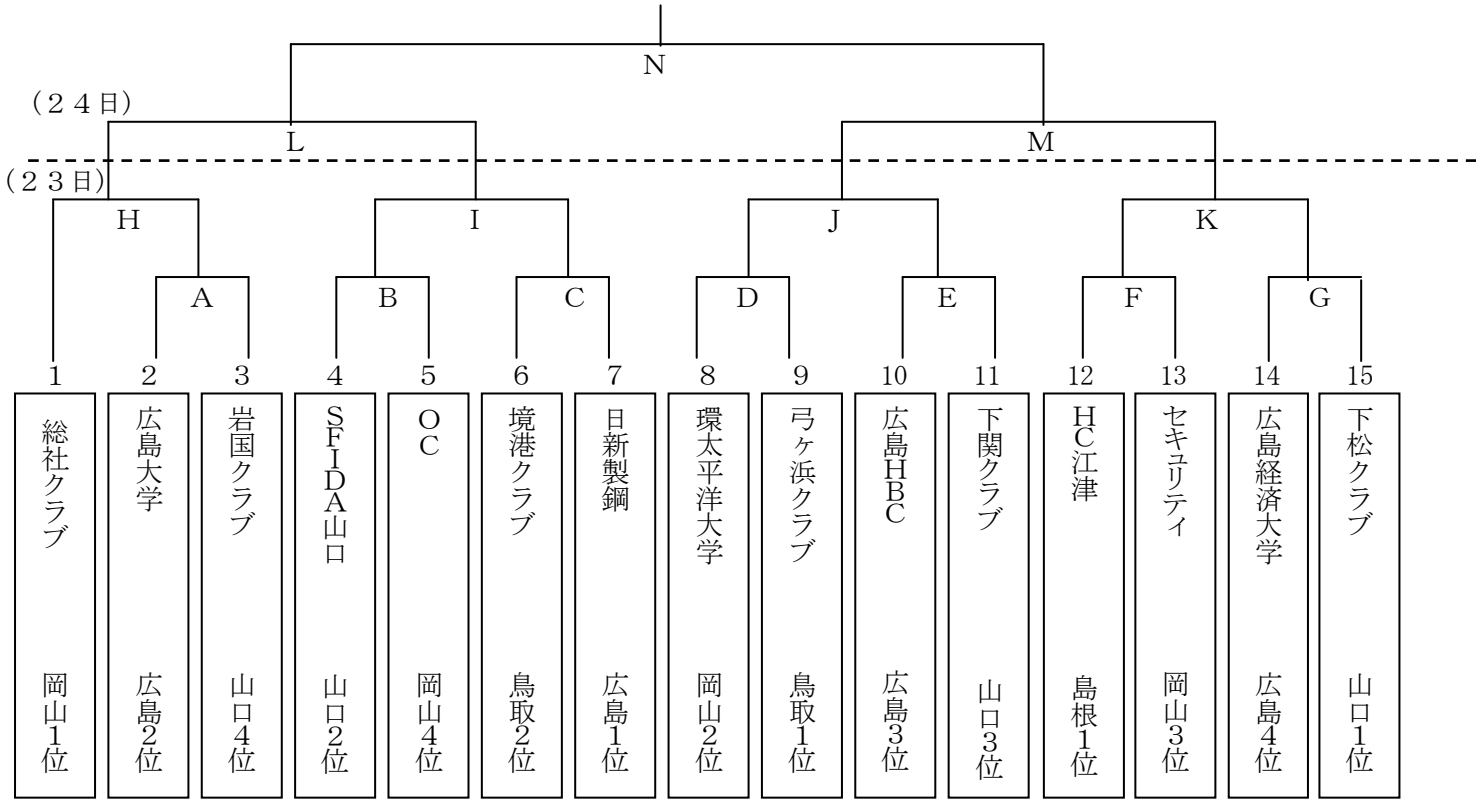 N
(２４日)
L
M
(２３日)
H
I
J
K
A
B
C
D
E
F
G
1
2
3
4
5
6
7
8
9
10
11
12
13
14
15
総社クラブ
岡山１位
広島大学
広島２位
岩国クラブ
山口４位
ＳＦＩＤＡ山口
山口２位
ＯＣ
岡山４位
境港クラブ
鳥取２位
日新製鋼
広島１位
環太平洋大学
岡山２位
弓ヶ浜クラブ
鳥取１位
広島ＨＢＣ
広島３位
下関クラブ
山口３位
ＨＣ江津
島根１位
セキュリティ
岡山３位
広島経済大学
広島４位
下松クラブ
山口１位